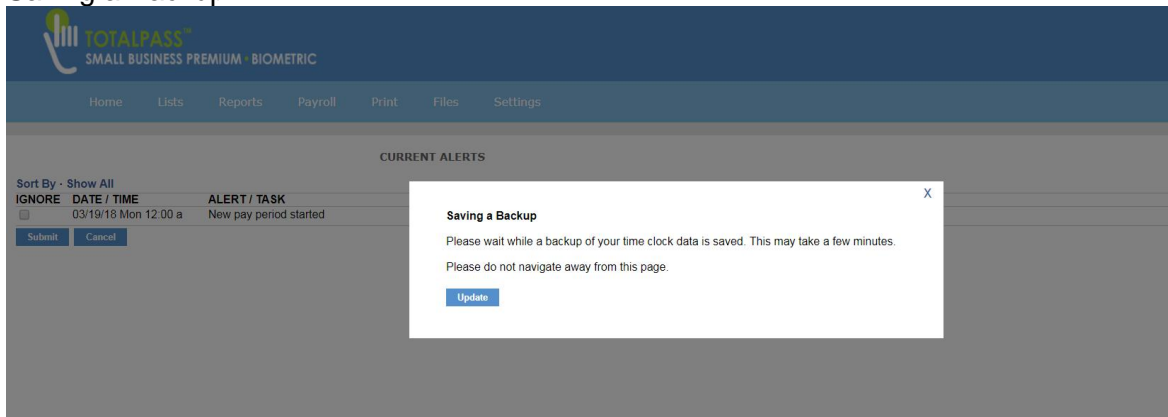 Saving a Backup
TOTALPASS™
SMALL BUSINESS PREMIUM · BIOMETRIC
Home Lists Reports Payroll Print Files Settings
CURRENT ALERTS
Sort By · Show All
IGNORE DATE / TIME ALERT / TASK
03/19/18 Mon 12:00 a New pay period started
Submit Cancel
X
Saving a Backup
Please wait while a backup of your time clock data is saved. This may take a few minutes.
Please do not navigate away from this page.
Update